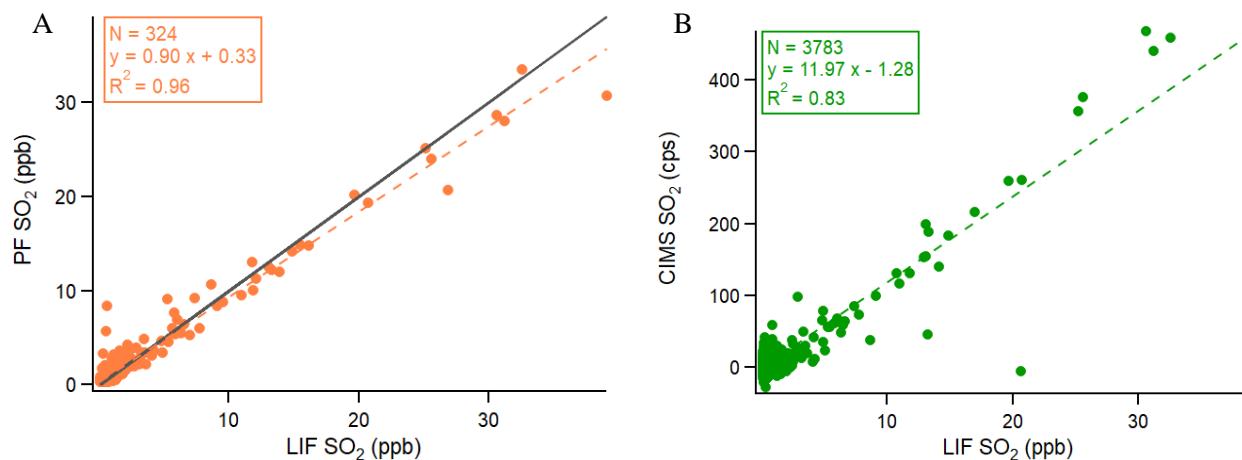 A
N = 324
y = 0.90 x + 0.33
R² = 0.96
PF SO₂ (ppb)
30
20
10
0
10
20
30
LIF SO₂ (ppb)
B
N = 3783
y = 11.97 x - 1.28
R² = 0.83
CIMS SO₂ (cps)
400
300
200
100
0
10
20
30
LIF SO₂ (ppb)